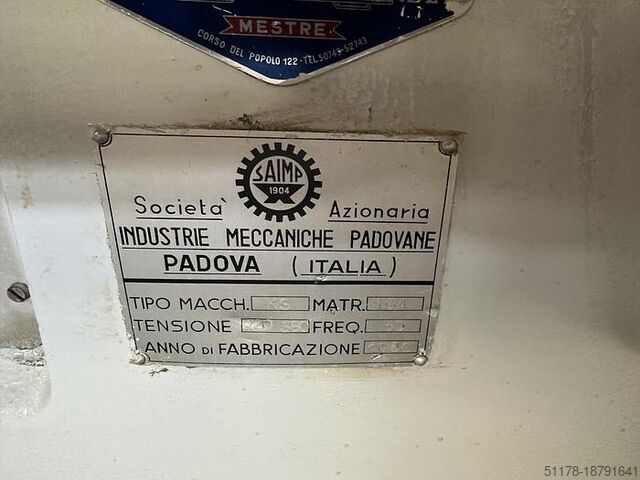 MESTRE
CORSO DEL POPOLO 122 - TEL. 50743-52743
SAIMP
1904
Società Azionaria
INDUSTRIE MECCANICHE PADOVANE
PADOVA (ITALIA)
TIPO MACCH. MATR.
TENSIONE FREQ.
ANNO DI FABBRICAZIONE
51178-18791641